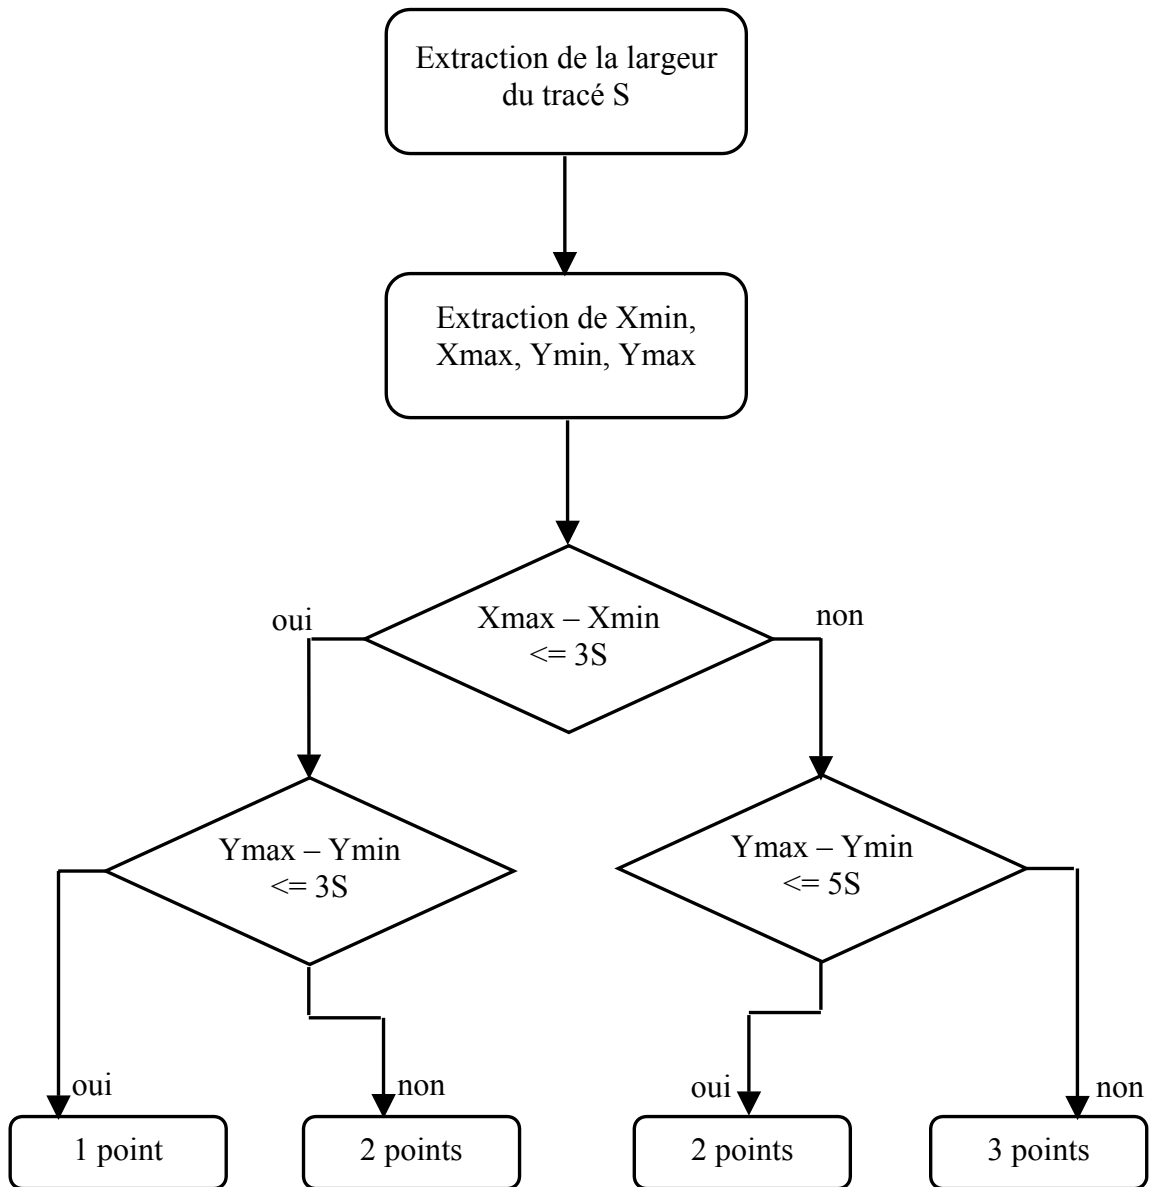 Extraction de la largeur
du tracé S
Extraction de Xmin,
Xmax, Ymin, Ymax
Xmax – Xmin
<= 3S
oui
non
Ymax – Ymin
<= 3S
Ymax – Ymin
<= 5S
oui
non
oui
non
1 point
2 points
2 points
3 points